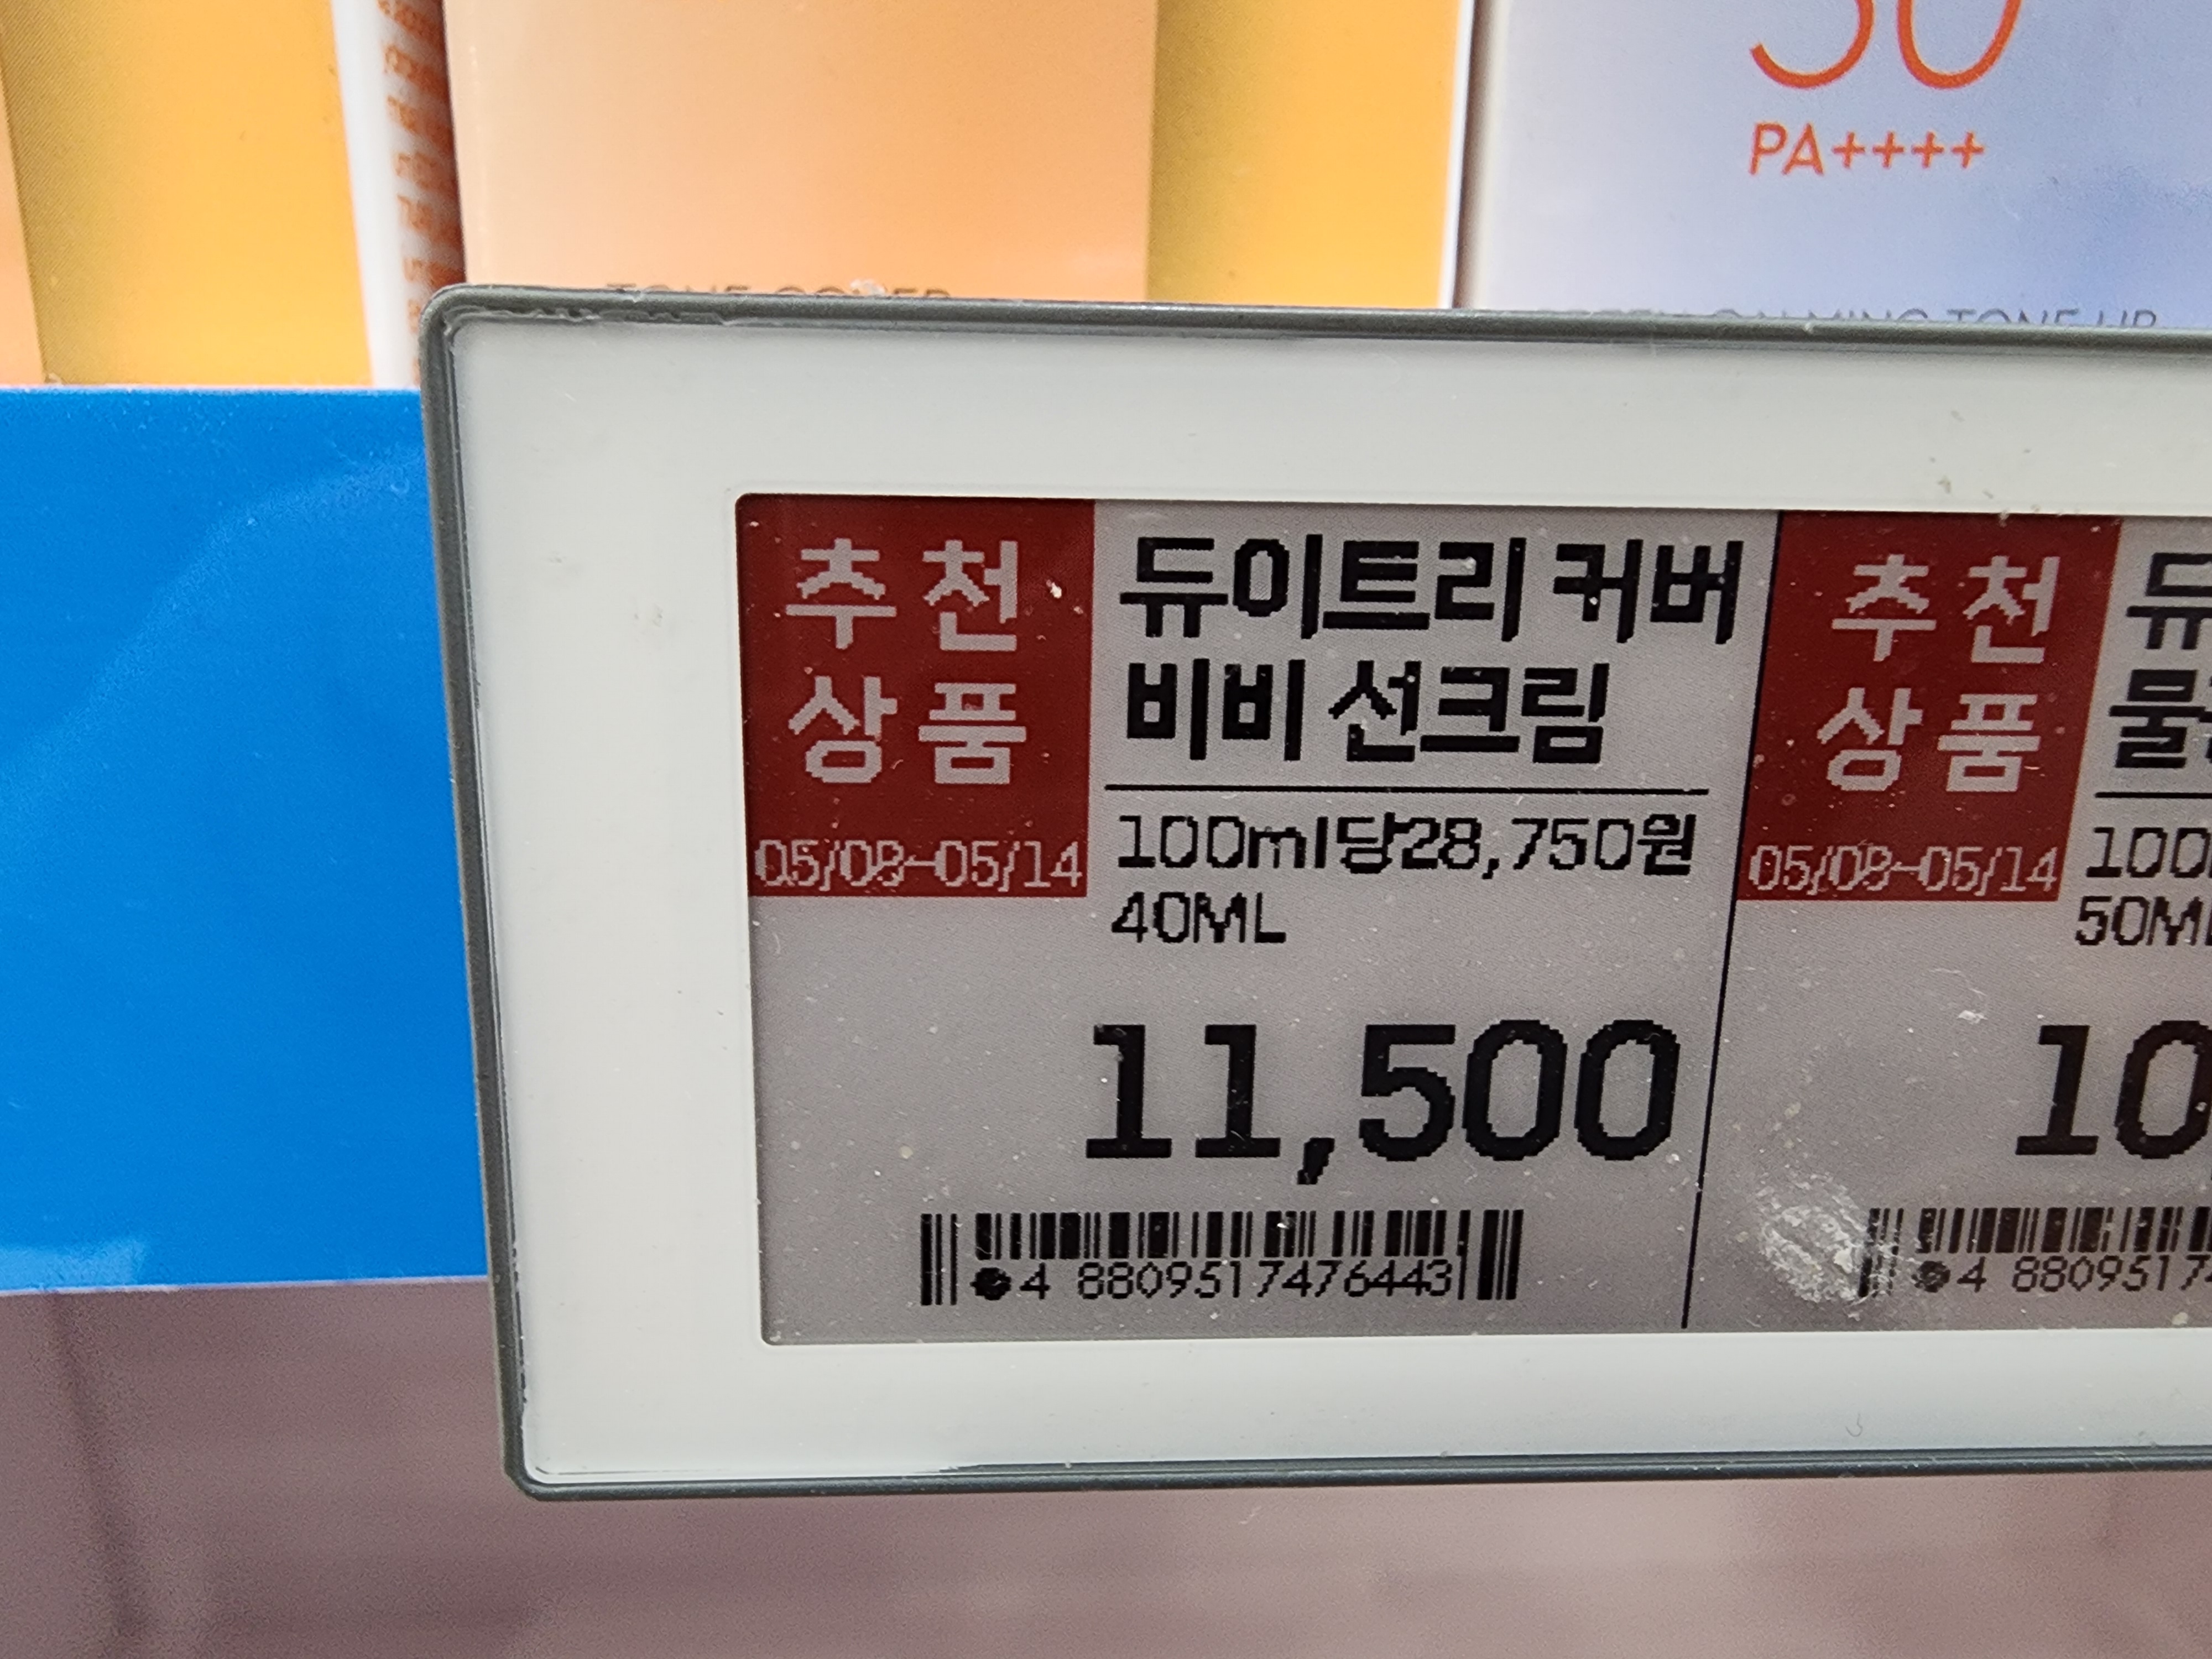 PA++++
추천
상품
05/08-05/14
듀이트리 커버
비비 선크림
100ml당28,750원
40ML
11,500
4 8809517476443
추천
상품
05/08-05/14